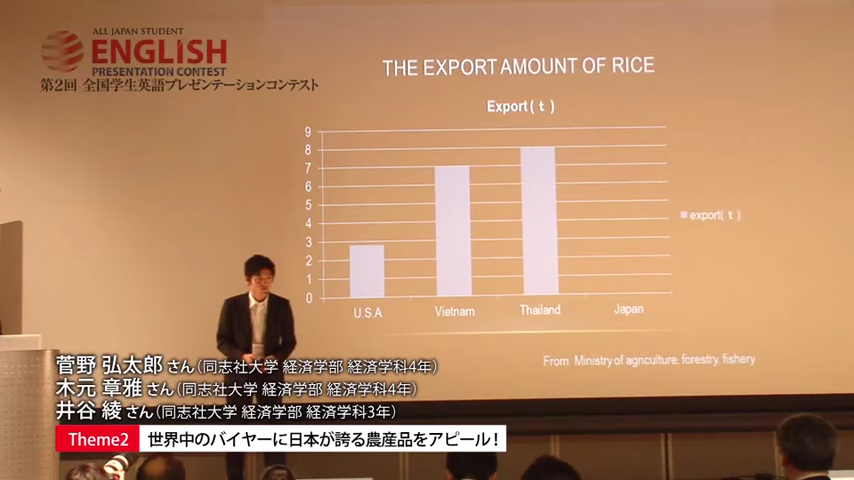 ALL JAPAN STUDENT
ENGLISH
PRESENTATION CONTEST
第2回 全国学生英語プレゼンテーションコンテスト
THE EXPORT AMOUNT OF RICE
Export( t )
9
8
7
6
5
4
3
2
1
0
export( t )
U.S.A Vietnam Thailand Japan
From Ministry of agriculture, forestry, fishery
菅野 弘太郎さん（同志社大学 経済学部 経済学科4年）
木元 章雅さん（同志社大学 経済学部 経済学科4年）
井谷 綾さん（同志社大学 経済学部 経済学科3年）
Theme2 世界中のバイヤーに日本が誇る農産品をアピール！